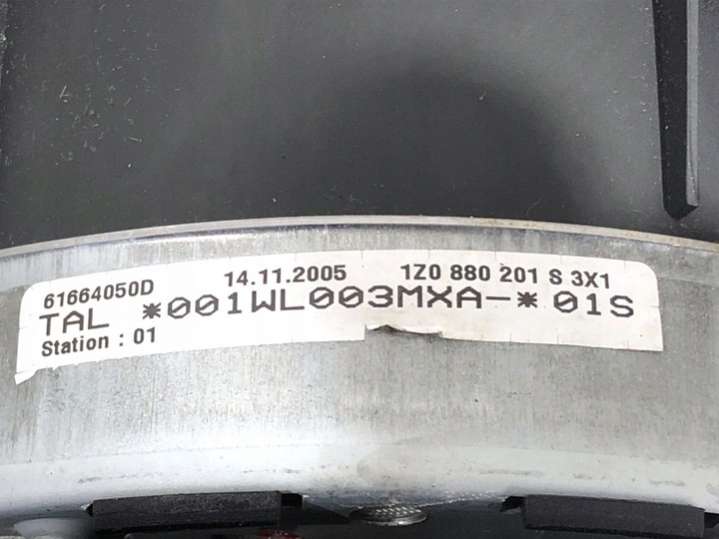 61664050D 14.11.2005 1Z0 880 201 S 3X1
TAL *001WL003MXA-* 01S
Station : 01